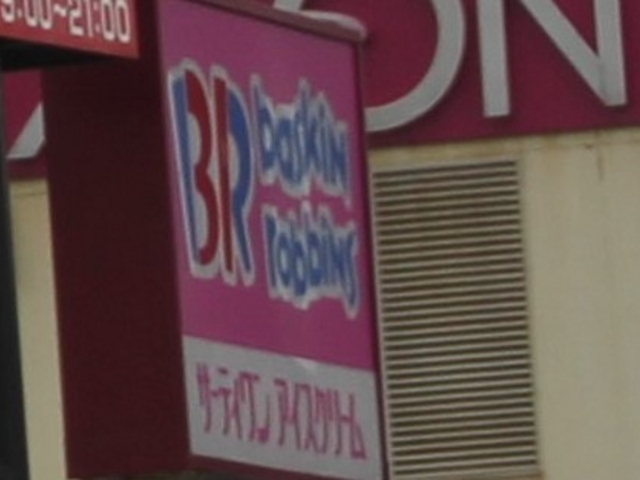 9:00~21:00
BR
baskin
robbins
サーティワン アイスクリーム